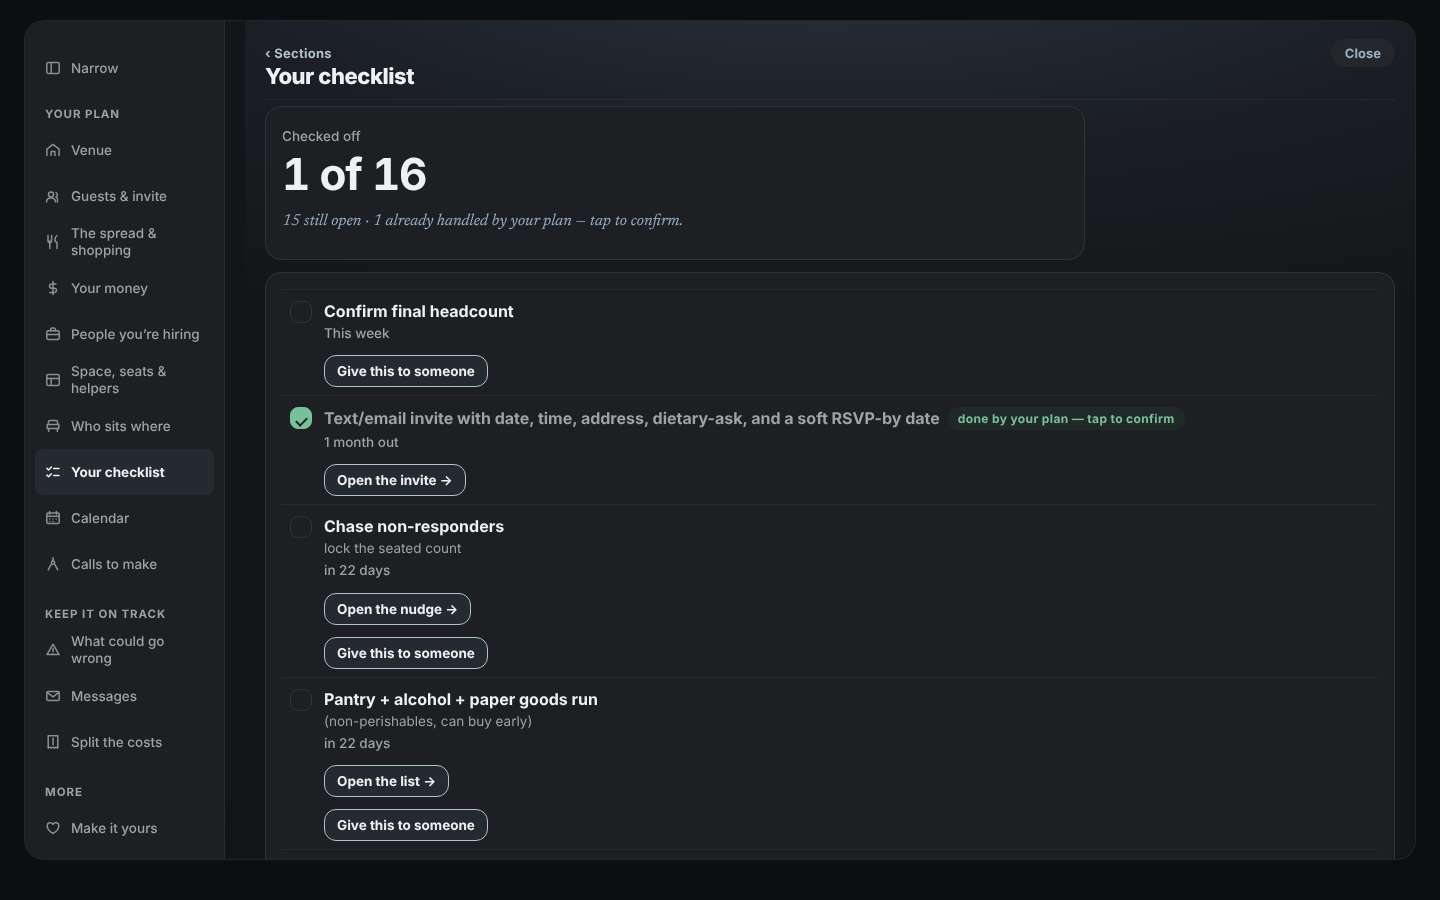 Narrow
YOUR PLAN
Venue
Guests & invite
The spread &
shopping
Your money
People you're hiring
Space, seats &
helpers
Who sits where
Your checklist
Calendar
Calls to make
KEEP IT ON TRACK
What could go
wrong
Messages
Split the costs
MORE
Make it yours
‹ Sections
Your checklist
Close
Checked off
1 of 16
15 still open · 1 already handled by your plan — tap to confirm.
Confirm final headcount
This week
Give this to someone
Text/email invite with date, time, address, dietary-ask, and a soft RSVP-by date done by your plan — tap to confirm
1 month out
Open the invite →
Chase non-responders
lock the seated count
in 22 days
Open the nudge →
Give this to someone
Pantry + alcohol + paper goods run
(non-perishables, can buy early)
in 22 days
Open the list →
Give this to someone